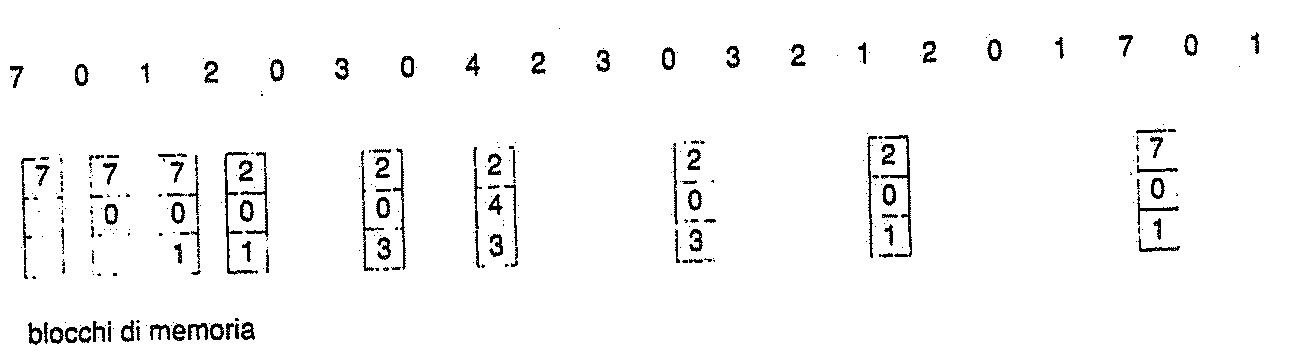 7 0 1 2 0 3 0 4 2 3 0 3 2 1 2 0 1 7 0 1
7 7 7 2 2 2 2 2 7
0 0 0 0 4 0 0 0
1 1 3 3 3 1 1
blocchi di memoria